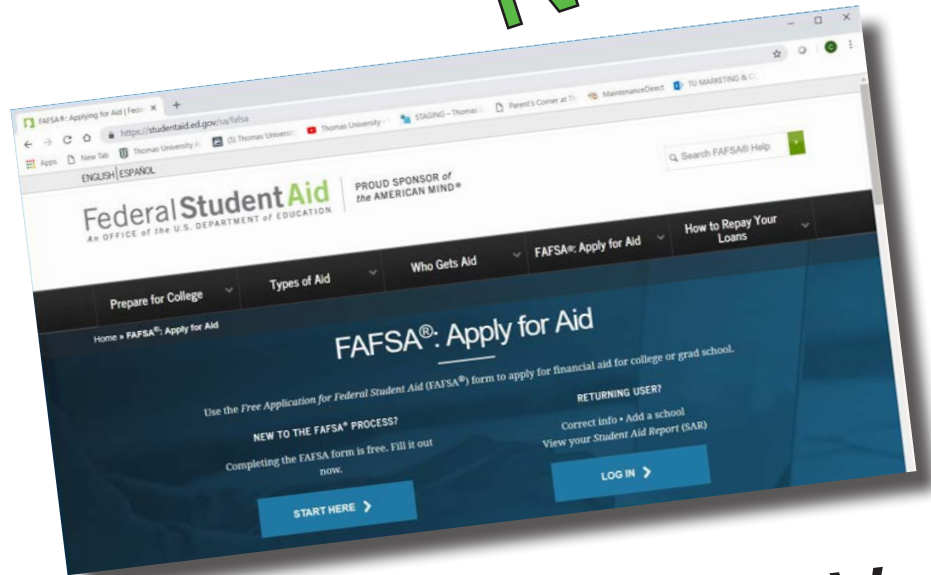 FAFSA®: Applying for Aid | Feder
https://studentaid.ed.gov/sa/fafsa
Apps New Tab Thomas University A (5) Thomas Universi Thomas University - STAGING – Thomas Parent's Corner at Th MaintenanceDirect TU MARKETING &
ENGLISH | ESPAÑOL
Search FAFSA® Help
Federal Student Aid
An OFFICE of the U.S. DEPARTMENT of EDUCATION
PROUD SPONSOR of
the AMERICAN MIND®
Prepare for College Types of Aid Who Gets Aid FAFSA®: Apply for Aid How to Repay Your
Loans
Home » FAFSA®: Apply for Aid
FAFSA®: Apply for Aid
Use the Free Application for Federal Student Aid (FAFSA®) form to apply for financial aid for college or grad school.
NEW TO THE FAFSA® PROCESS?
Completing the FAFSA form is free. Fill it out
now.
START HERE
RETURNING USER?
Correct info • Add a school
View your Student Aid Report (SAR)
LOG IN